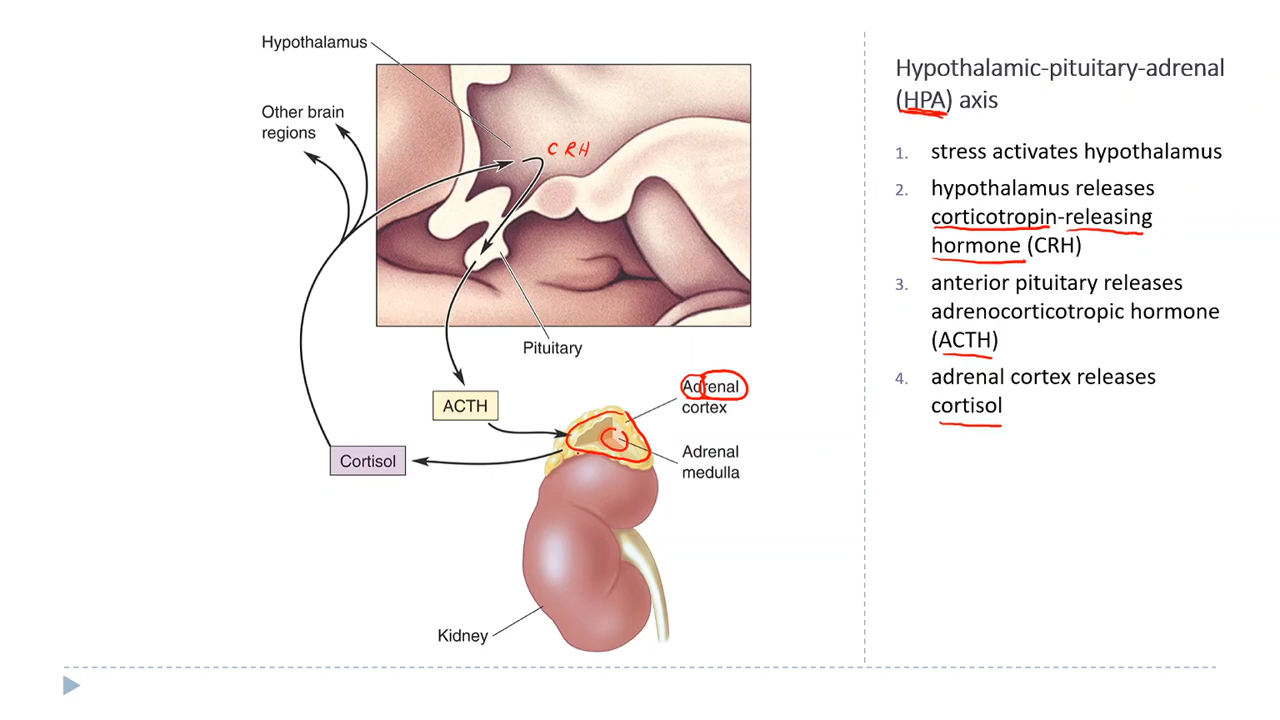 Hypothalamus
Other brain
regions
CRH
Pituitary
ACTH
Adrenal
cortex
Cortisol
Adrenal
medulla
Kidney
Hypothalamic-pituitary-adrenal
(HPA) axis
1. stress activates hypothalamus
2. hypothalamus releases
corticotropin-releasing
hormone (CRH)
3. anterior pituitary releases
adrenocorticotropic hormone
(ACTH)
4. adrenal cortex releases
cortisol